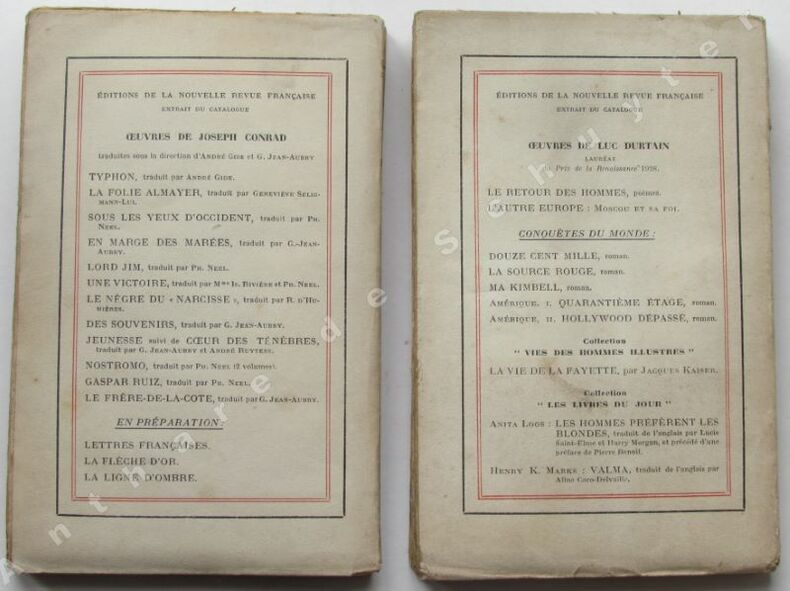 ÉDITIONS DE LA NOUVELLE REVUE FRANÇAISE
EXTRAIT DU CATALOGUE
ŒUVRES DE JOSEPH CONRAD
traduites sous la direction d'André Gide et G. Jean-Aubry
TYPHON, traduit par André Gide.
LA FOLIE ALMAYER, traduit par Geneviève Selig-
mann-Lui.
SOUS LES YEUX D'OCCIDENT, traduit par Ph.
Neel.
EN MARGE DES MARÉES, traduit par G.-Jean-
Aubry.
LORD JIM, traduit par Ph. Neel.
UNE VICTOIRE, traduit par Mme Is. Rivière et Ph. Neel.
LE NÈGRE DU « NARCISSE », traduit par R. d'Hu-
mières.
DES SOUVENIRS, traduit par G. Jean-Aubry.
JEUNESSE suivi de CŒUR DES TÉNÈBRES,
traduit par G. Jean-Aubry et André Ruyters.
NOSTROMO, traduit par Ph. Neel (2 volumes).
GASPAR RUIZ, traduit par Ph. Neel.
LE FRÈRE-DE-LA-COTE, traduit par G. Jean-Aubry.
EN PRÉPARATION :
LETTRES FRANÇAISES.
LA FLÈCHE D'OR.
LA LIGNE D'OMBRE.
ÉDITIONS DE LA NOUVELLE REVUE FRANÇAISE
EXTRAIT DU CATALOGUE
ŒUVRES DE LUC DURTAIN
LAURÉAT
du Prix de la Renaissance 1928.
LE RETOUR DES HOMMES, poèmes.
L'AUTRE EUROPE : Moscou et sa foi.
CONQUÊTES DU MONDE :
DOUZE CENT MILLE, roman.
LA SOURCE ROUGE, roman.
MA KIMBELL, roman.
Amérique, I. QUARANTIÈME ÉTAGE, roman.
Amérique, II. HOLLYWOOD DÉPASSÉ, roman.
Collection
" VIES DES HOMMES ILLUSTRES "
LA VIE DE LA FAYETTE, par Jacques Kaiser.
Collection
" LES LIVRES DU JOUR "
Anita Loos : LES HOMMES PRÉFÈRENT LES
BLONDES, traduit de l'anglais par Lucie
Saint-Elme et Harry Morgan, et précédé d'une
préface de Pierre Benoit.
Henry K. Marks : VALMA, traduit de l'anglais par
Aline Caro-Delvaille.
Anthare de Schuyter